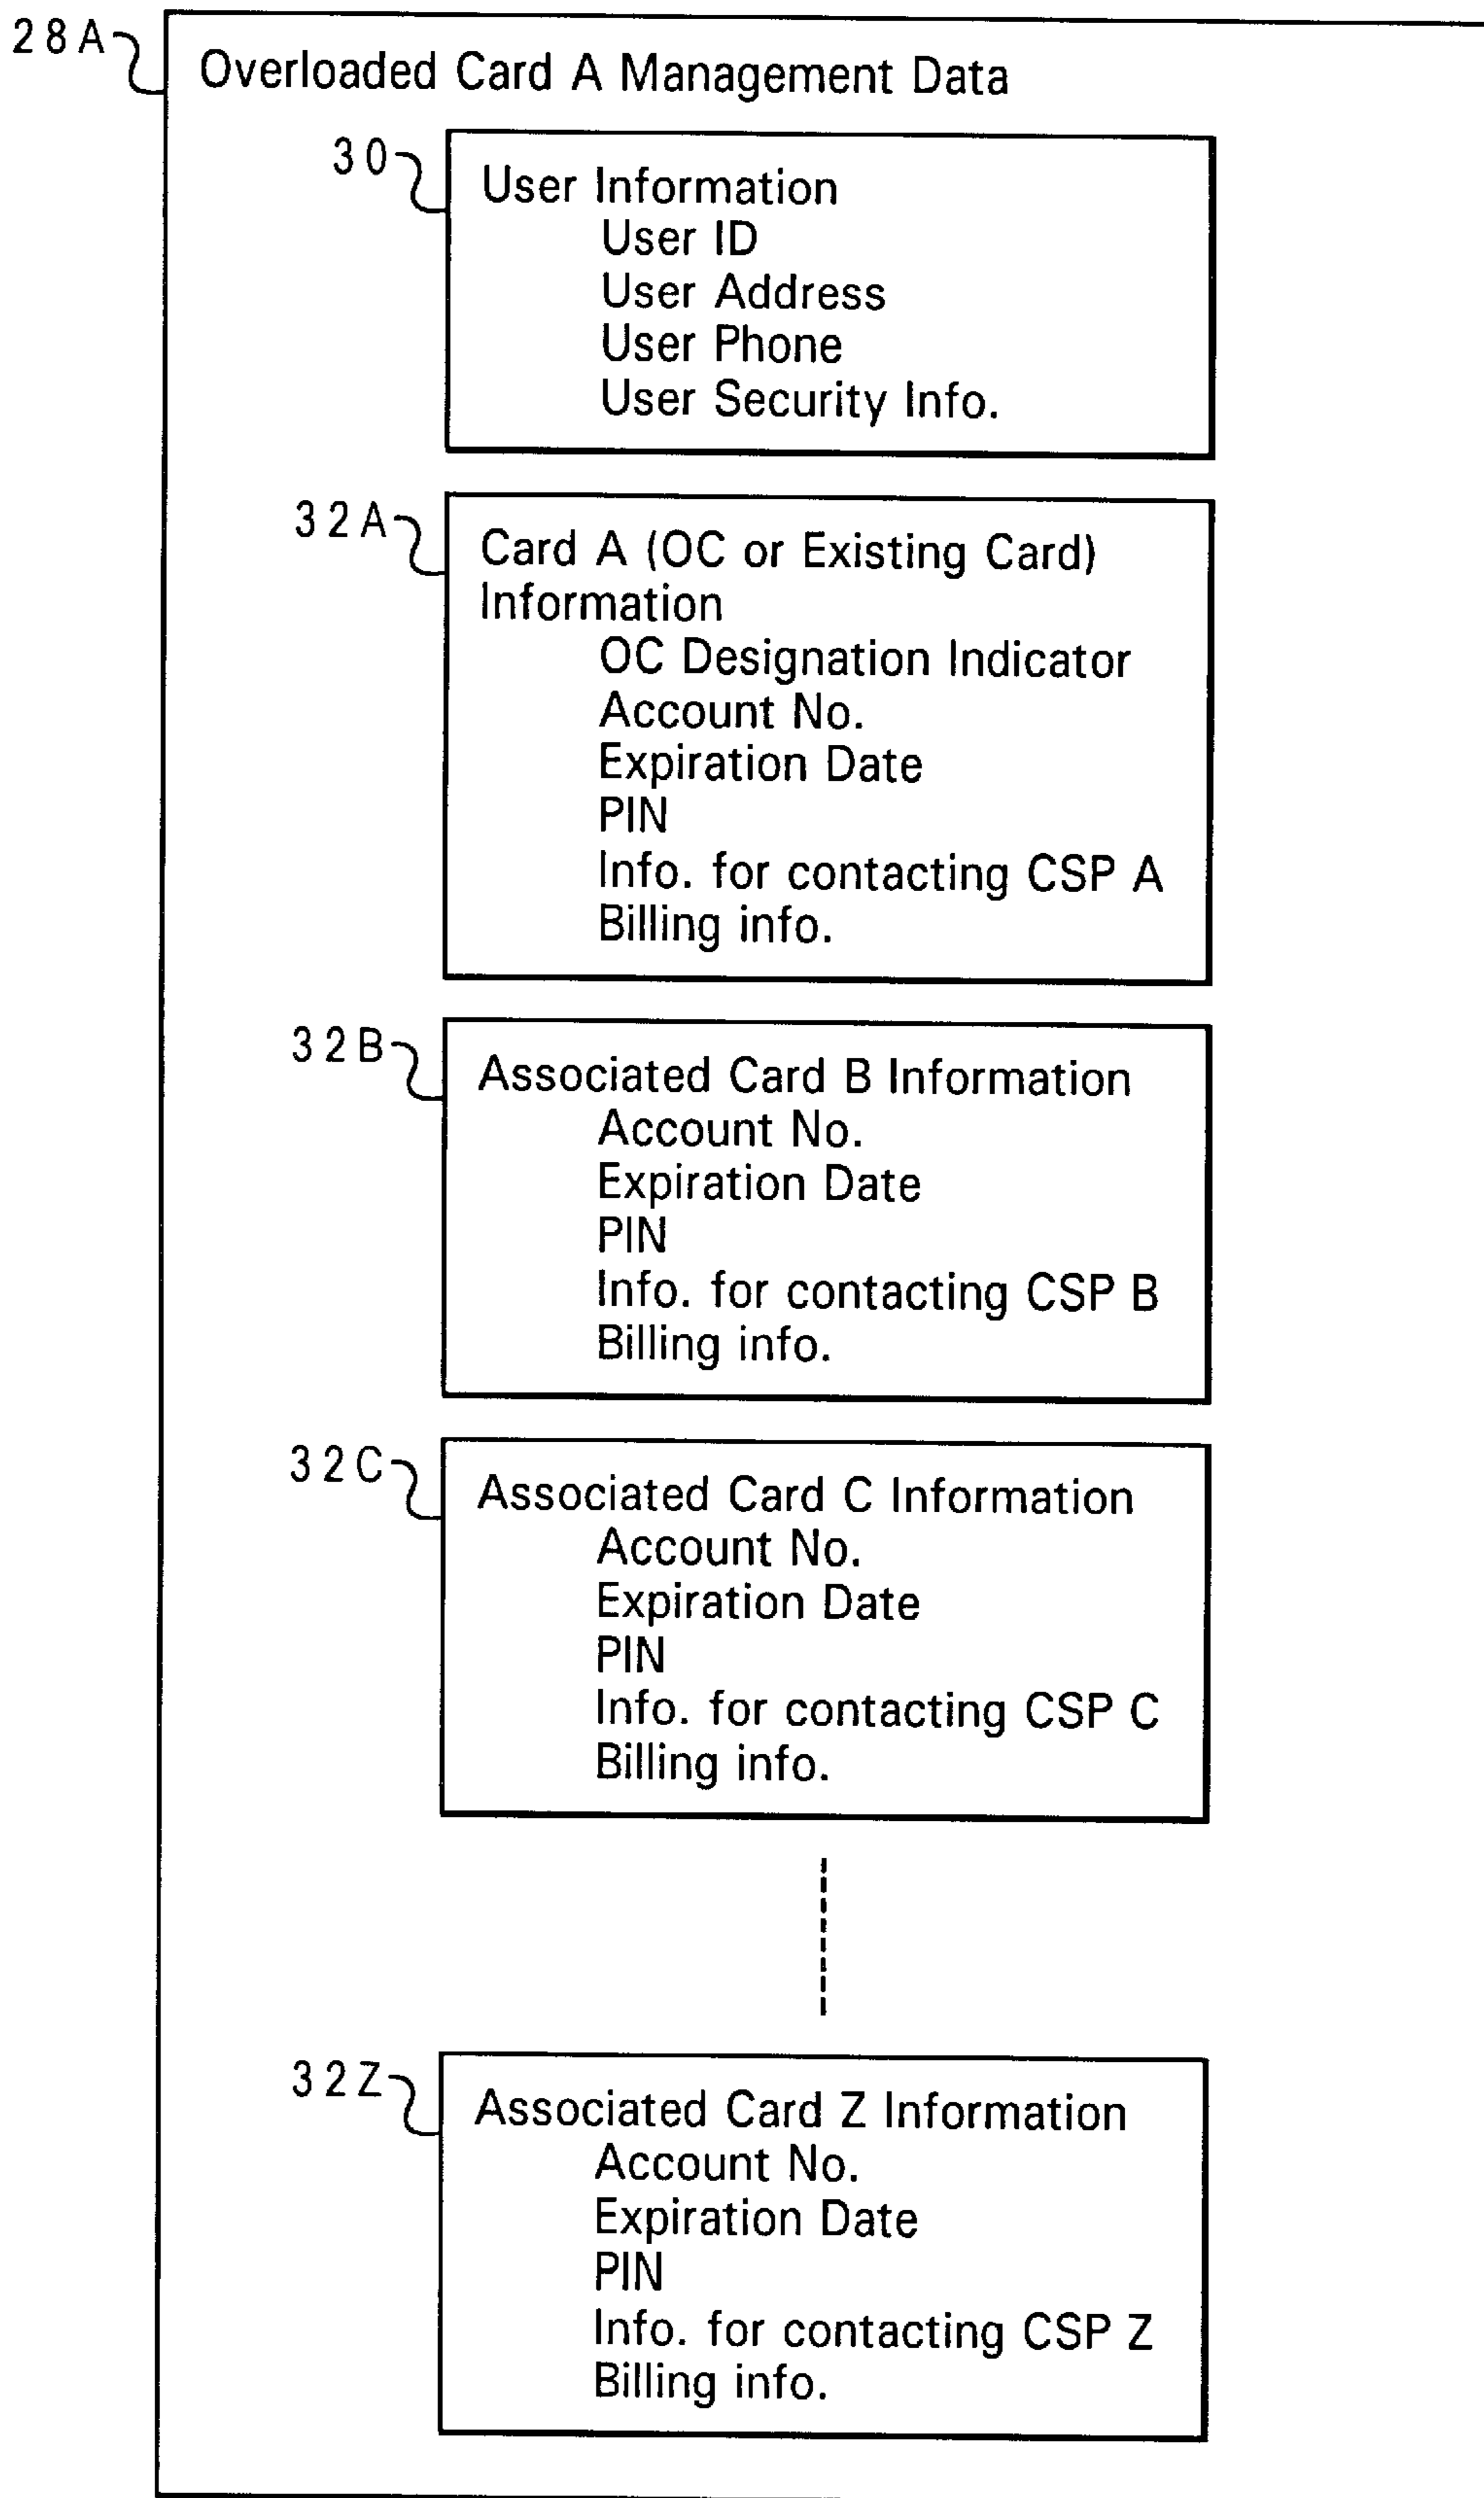 28A
Overloaded Card A Management Data
30
User Information
User ID
User Address
User Phone
User Security Info.
32A
Card A (OC or Existing Card)
Information
OC Designation Indicator
Account No.
Expiration Date
PIN
Info. for contacting CSP A
Billing info.
32B
Associated Card B Information
Account No.
Expiration Date
PIN
Info. for contacting CSP B
Billing info.
32C
Associated Card C Information
Account No.
Expiration Date
PIN
Info. for contacting CSP C
Billing info.
32Z
Associated Card Z Information
Account No.
Expiration Date
PIN
Info. for contacting CSP Z
Billing info.